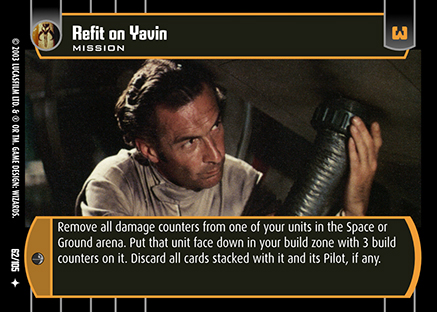 Refit on Yavin
MISSION
Remove all damage counters from one of your units in the Space or
Ground arena. Put that unit face down in your build zone with 3 build
counters on it. Discard all cards stacked with it and its Pilot, if any.
© 2003 LUCASFILM LTD. & ® OR TM. GAME DESIGN: WIZARDS.
62/105